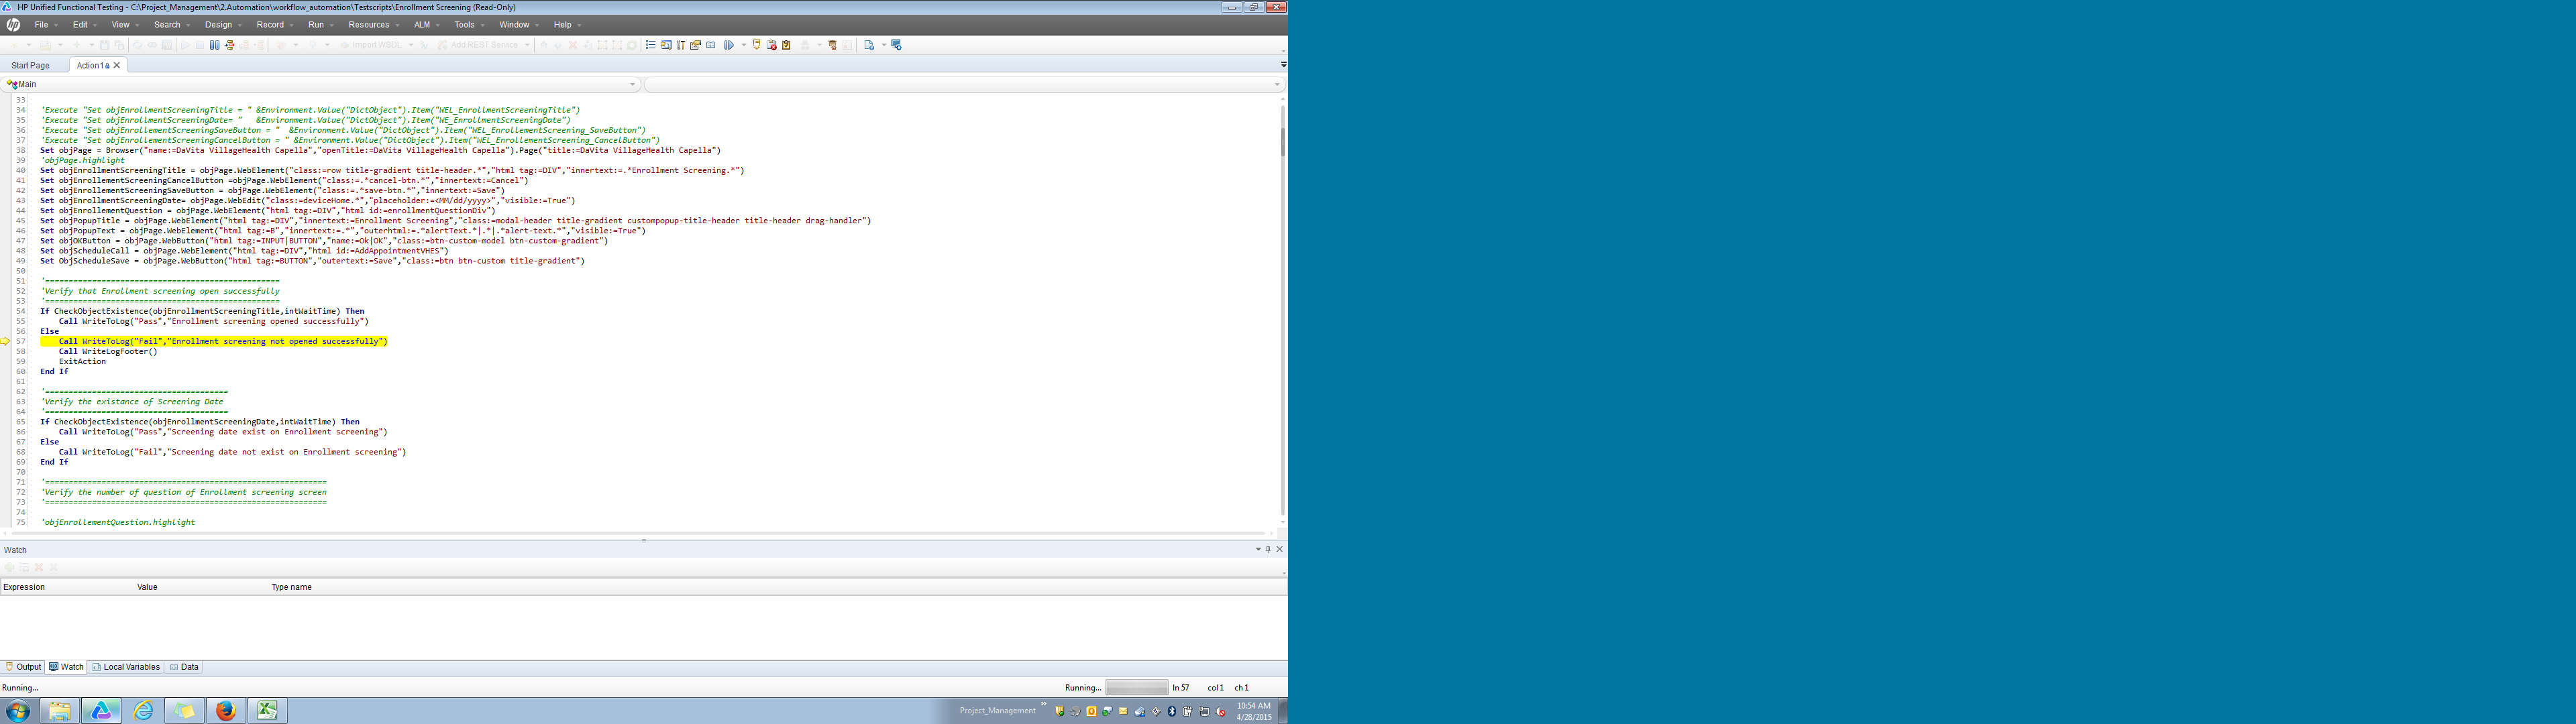 HP Unified Functional Testing - C:\Project_Management\2.Automation\workflow_automation\Testscripts\Enrollment Screening (Read-Only)
File Edit View Search Design Record Run Resources ALM Tools Window Help
Import WSDL Add REST Service
Start Page Action1
Main
33
34 'Execute "Set objEnrollmentScreeningTitle = " &Environment.Value("DictObject").Item("WEL_EnrollmentScreeningTitle")
35 'Execute "Set objEnrollmentScreeningDate= " &Environment.Value("DictObject").Item("WE_EnrollmentScreeningDate")
36 'Execute "Set objEnrollementScreeningSaveButton = " &Environment.Value("DictObject").Item("WEL_EnrollementScreening_SaveButton")
37 'Execute "Set objEnrollmentScreeningCancelButton = " &Environment.Value("DictObject").Item("WEL_EnrollementScreening_CancelButton")
38 Set objPage = Browser("name:=DaVita VillageHealth Capella","openTitle:=DaVita VillageHealth Capella").Page("title:=DaVita VillageHealth Capella")
39 'objPage.highlight
40 Set objEnrollmentScreeningTitle = objPage.WebElement("class:=row title-gradient title-header.*","html tag:=DIV","innertext:=.*Enrollment Screening.*")
41 Set objEnrollmentScreeningCancelButton =objPage.WebElement("class:=.*cancel-btn.*","innertext:=Cancel")
42 Set objEnrollmentScreeningSaveButton = objPage.WebElement("class:=.*save-btn.*","innertext:=Save")
43 Set objEnrollmentScreeningDate= objPage.WebEdit("class:=deviceHome.*","placeholder:=<MM/dd/yyyy>","visible:=True")
44 Set objEnrollementQuestion = objPage.WebElement("html tag:=DIV","html id:=enrollmentQuestionDiv")
45 Set objPopupTitle = objPage.WebElement("html tag:=DIV","innertext:=Enrollment Screening","class:=modal-header title-gradient custompopup-title-header title-header drag-handler")
46 Set objPopupText = objPage.WebElement("html tag:=B","innertext:=.*","outerhtml:=.*alertText.*|.*|.*alert-text.*","visible:=True")
47 Set objOKButton = objPage.WebButton("html tag:=INPUT|BUTTON","name:=Ok|OK","class:=btn-custom-model btn-custom-gradient")
48 Set objScheduleCall = objPage.WebElement("html tag:=DIV","html id:=AddAppointmentVHES")
49 Set ObjScheduleSave = objPage.WebButton("html tag:=BUTTON","outertext:=Save","class:=btn btn-custom title-gradient")
50
51 '==================================================
52 'Verify that Enrollment screening open successfully
53 '==================================================
54 If CheckObjectExistence(objEnrollmentScreeningTitle,intWaitTime) Then
55 Call WriteToLog("Pass","Enrollment screening opened successfully")
56 Else
57 Call WriteToLog("Fail","Enrollment screening not opened successfully")
58 Call WriteLogFooter()
59 ExitAction
60 End If
61
62 '=======================================
63 'Verify the existance of Screening Date
64 '=======================================
65 If CheckObjectExistence(objEnrollmentScreeningDate,intWaitTime) Then
66 Call WriteToLog("Pass","Screening date exist on Enrollment screening")
67 Else
68 Call WriteToLog("Fail","Screening date not exist on Enrollment screening")
69 End If
70
71 '============================================================
72 'Verify the number of question of Enrollment screening screen
73 '============================================================
74
75 'objEnrollementQuestion.highlight
Watch
Expression Value Type name
Output Watch Local Variables Data
Running... Running... ln 57 col 1 ch 1
Project_Management 10:54 AM
4/28/2015